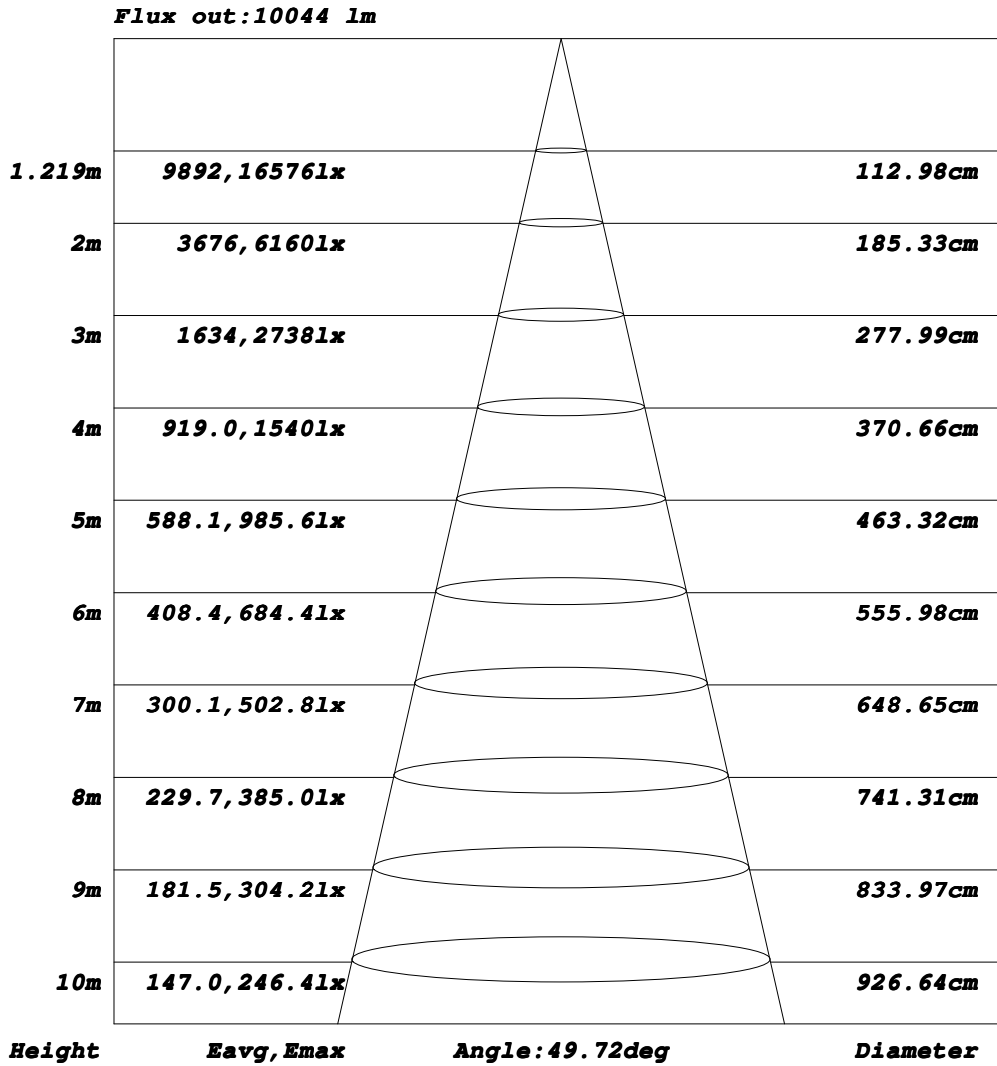 Flux out:10044 lm
1.219m 9892,16576lx 112.98cm
2m 3676,6160lx 185.33cm
3m 1634,2738lx 277.99cm
4m 919.0,1540lx 370.66cm
5m 588.1,985.6lx 463.32cm
6m 408.4,684.4lx 555.98cm
7m 300.1,502.8lx 648.65cm
8m 229.7,385.0lx 741.31cm
9m 181.5,304.2lx 833.97cm
10m 147.0,246.4lx 926.64cm
Height Eavg,Emax Angle:49.72deg Diameter